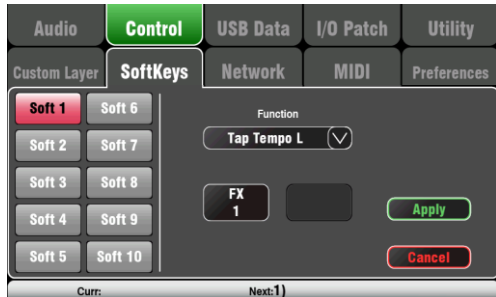 Audio Control USB Data I/O Patch Utility
Custom Layer SoftKeys Network MIDI Preferences
Soft 1 Soft 6
Soft 2 Soft 7
Soft 3 Soft 8
Soft 4 Soft 9
Soft 5 Soft 10
Function
Tap Tempo L
FX
1
Apply
Cancel
Curr: Next:1)